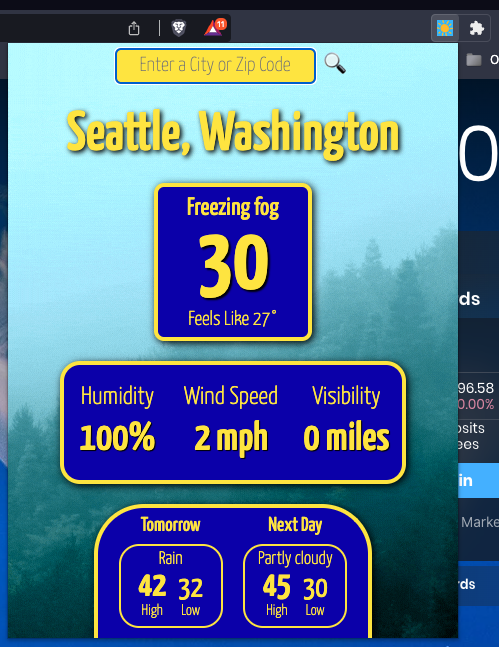 11
Enter a City or Zip Code
Seattle, Washington
Freezing fog
30
Feels Like 27°
Humidity Wind Speed Visibility
100% 2 mph 0 miles
Tomorrow Next Day
Rain Partly cloudy
42 32 45 30
High Low High Low
O
0
ds
96.58
0.00%
osits
ees
in
Marke
rds